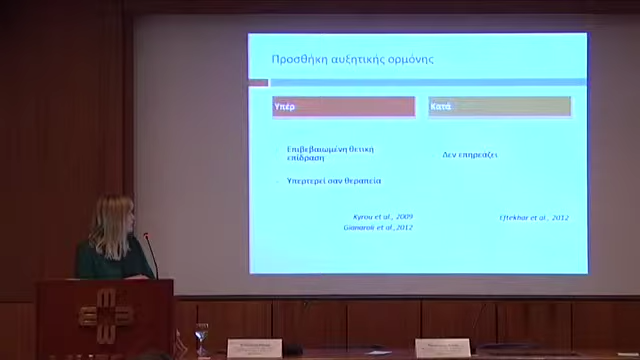 Προσθήκη αυξητικής ορμόνης
Υπέρ
Κατά
Επιβεβαιωμένη θετική
επίδραση
Υπερτερεί σαν θεραπεία
Kyrou et al., 2009
Gianaroli et al.,2012
Δεν επηρεάζει
Eftekhar et al., 2012